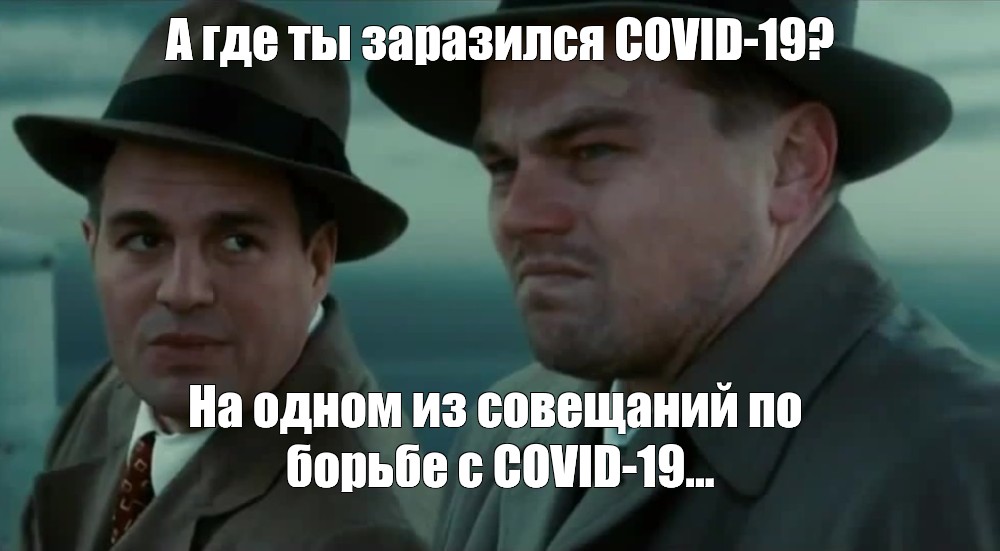 А где ты заразился COVID-19?
На одном из совещаний по
борьбе с COVID-19...